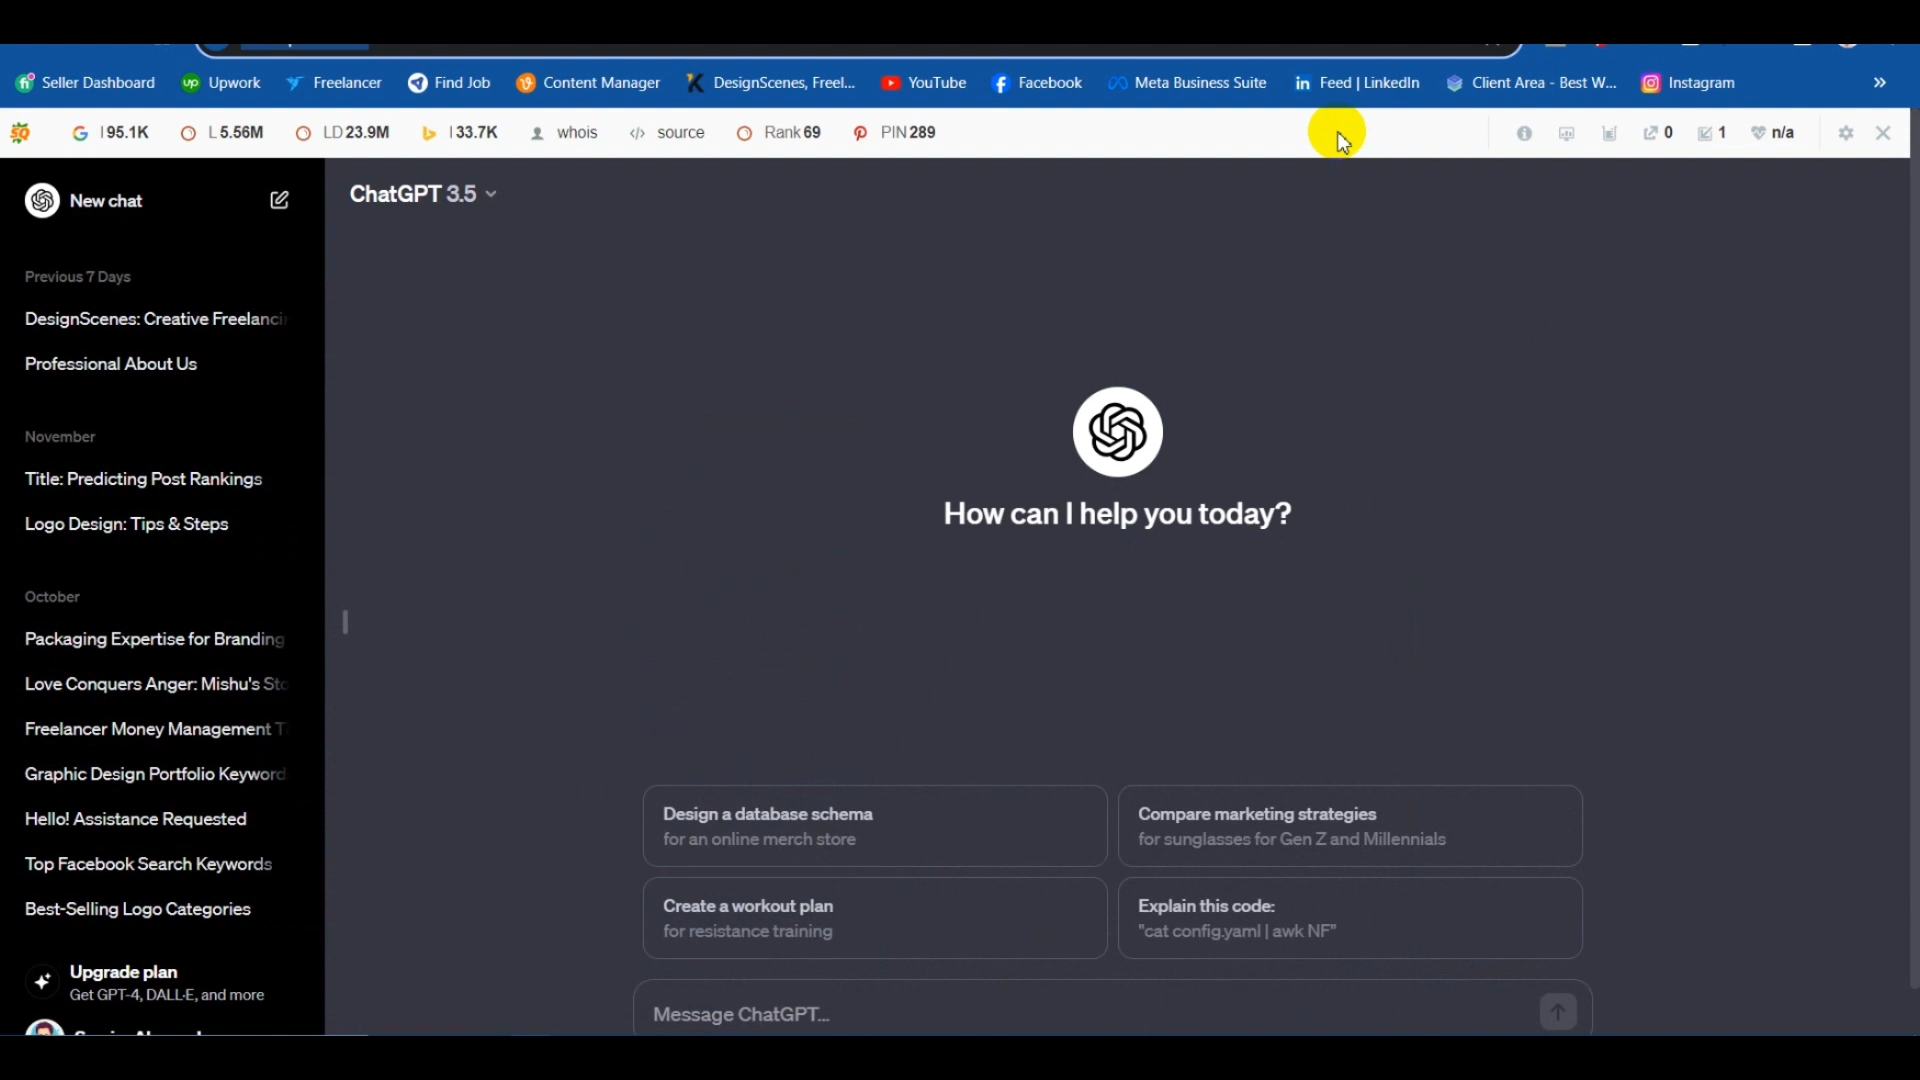 Seller Dashboard Upwork Freelancer Find Job Content Manager DesignScenes, Freel... YouTube Facebook Meta Business Suite Feed | LinkedIn Client Area - Best W... Instagram »
I 95.1K L 5.56M LD 23.9M I 33.7K whois source Rank 69 PIN 289 0 1 n/a
New chat
ChatGPT 3.5
Previous 7 Days
DesignScenes: Creative Freelanci
Professional About Us
November
Title: Predicting Post Rankings
Logo Design: Tips & Steps
October
Packaging Expertise for Branding
Love Conquers Anger: Mishu's Sto
Freelancer Money Management T
Graphic Design Portfolio Keyword
Hello! Assistance Requested
Top Facebook Search Keywords
Best-Selling Logo Categories
Upgrade plan
Get GPT-4, DALL·E, and more
How can I help you today?
Design a database schema
for an online merch store
Compare marketing strategies
for sunglasses for Gen Z and Millennials
Create a workout plan
for resistance training
Explain this code:
"cat config.yaml | awk NF"
Message ChatGPT...